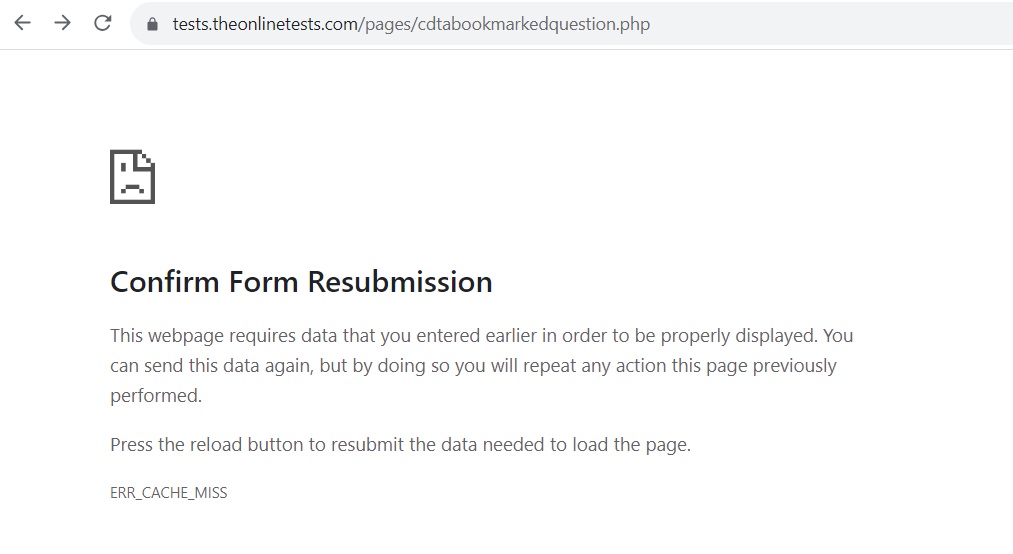 tests.theonlinetests.com/pages/cdtabookmarkedquestion.php
Confirm Form Resubmission
This webpage requires data that you entered earlier in order to be properly displayed. You
can send this data again, but by doing so you will repeat any action this page previously
performed.
Press the reload button to resubmit the data needed to load the page.
ERR_CACHE_MISS